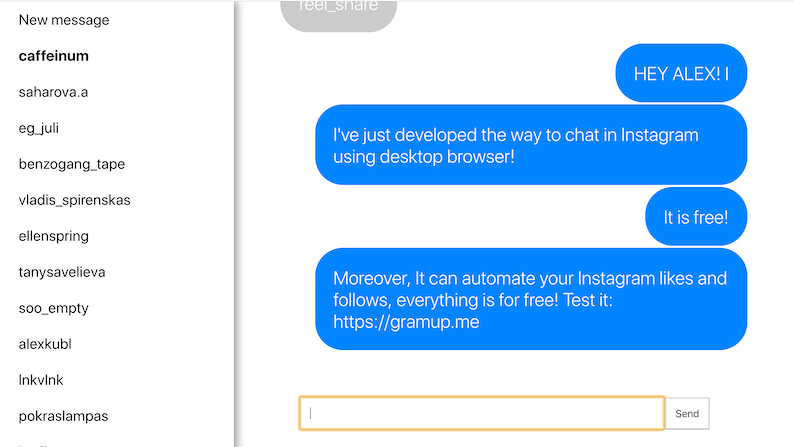 New message
caffeinum
saharova.a
eg_juli
benzogang_tape
vladis_spirenskas
ellenspring
tanysavelieva
soo_empty
alexkubl
lnkvlnk
pokraslampas
reel_share
HEY ALEX! I
I've just developed the way to chat in Instagram
using desktop browser!
It is free!
Moreover, It can automate your Instagram likes and
follows, everything is for free! Test it:
https://gramup.me
Send